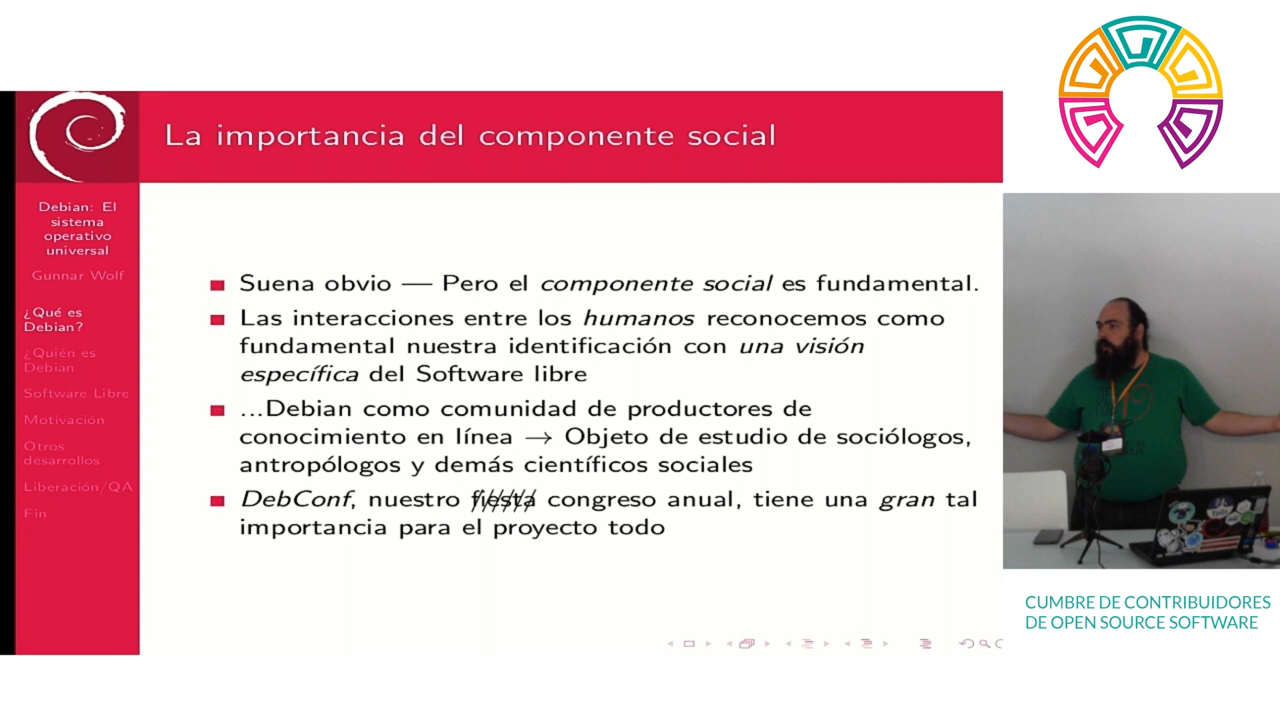 La importancia del componente social
Debian: El
sistema
operativo
universal
Gunnar Wolf
¿Qué es
Debian?
¿Quién es
Debian
Software Libre
Motivación
Otros
desarrollos
Liberación/QA
Fin
Suena obvio — Pero el componente social es fundamental.
Las interacciones entre los humanos reconocemos como
fundamental nuestra identificación con una visión
específica del Software libre
...Debian como comunidad de productores de
conocimiento en línea → Objeto de estudio de sociólogos,
antropólogos y demás científicos sociales
DebConf, nuestro fiesta congreso anual, tiene una gran tal
importancia para el proyecto todo
CUMBRE DE CONTRIBUIDORES
DE OPEN SOURCE SOFTWARE